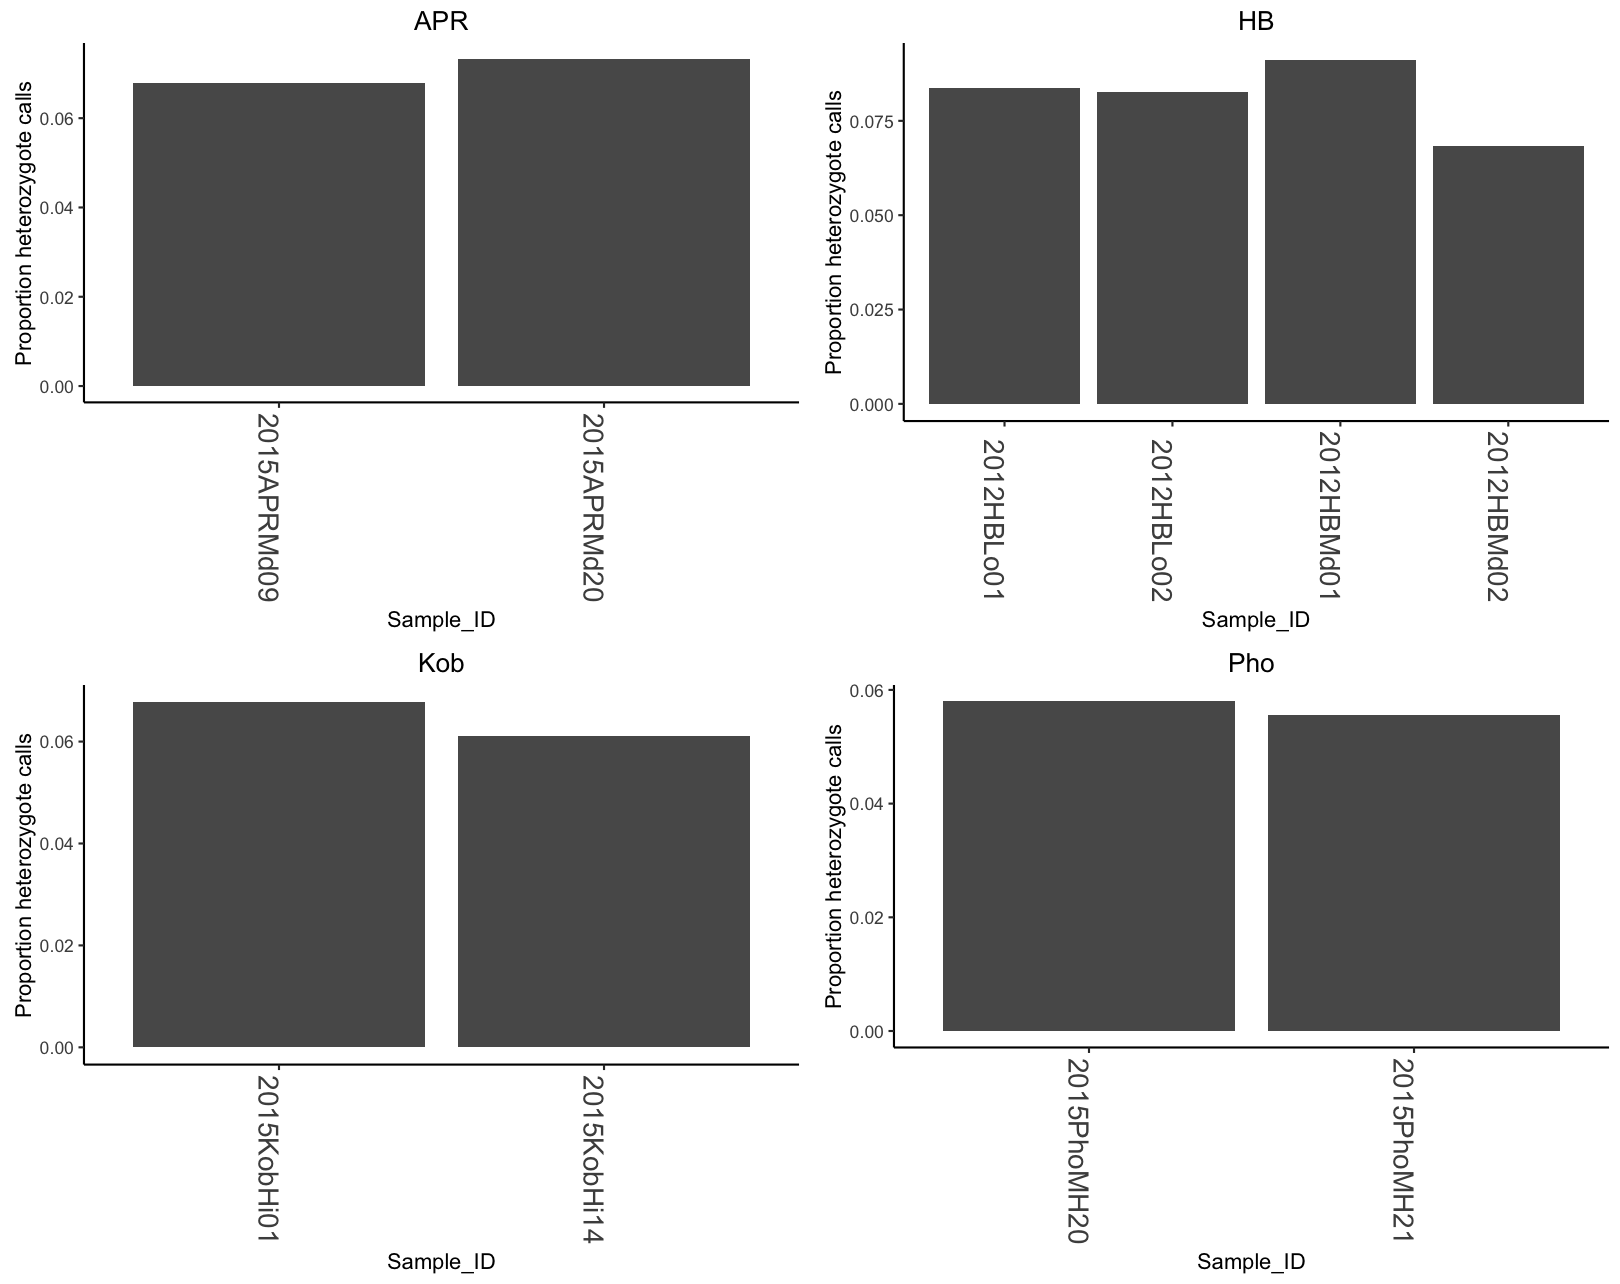 APR
Proportion heterozygote calls
0.06
0.04
0.02
0.00
2015APRMd09
2015APRMd20
Sample_ID
HB
Proportion heterozygote calls
0.075
0.050
0.025
0.000
2012HBLo01
2012HBLo02
2012HBMd01
2012HBMd02
Sample_ID
Kob
Proportion heterozygote calls
0.06
0.04
0.02
0.00
2015KobHi01
2015KobHi14
Sample_ID
Pho
Proportion heterozygote calls
0.06
0.04
0.02
0.00
2015PhoMH20
2015PhoMH21
Sample_ID